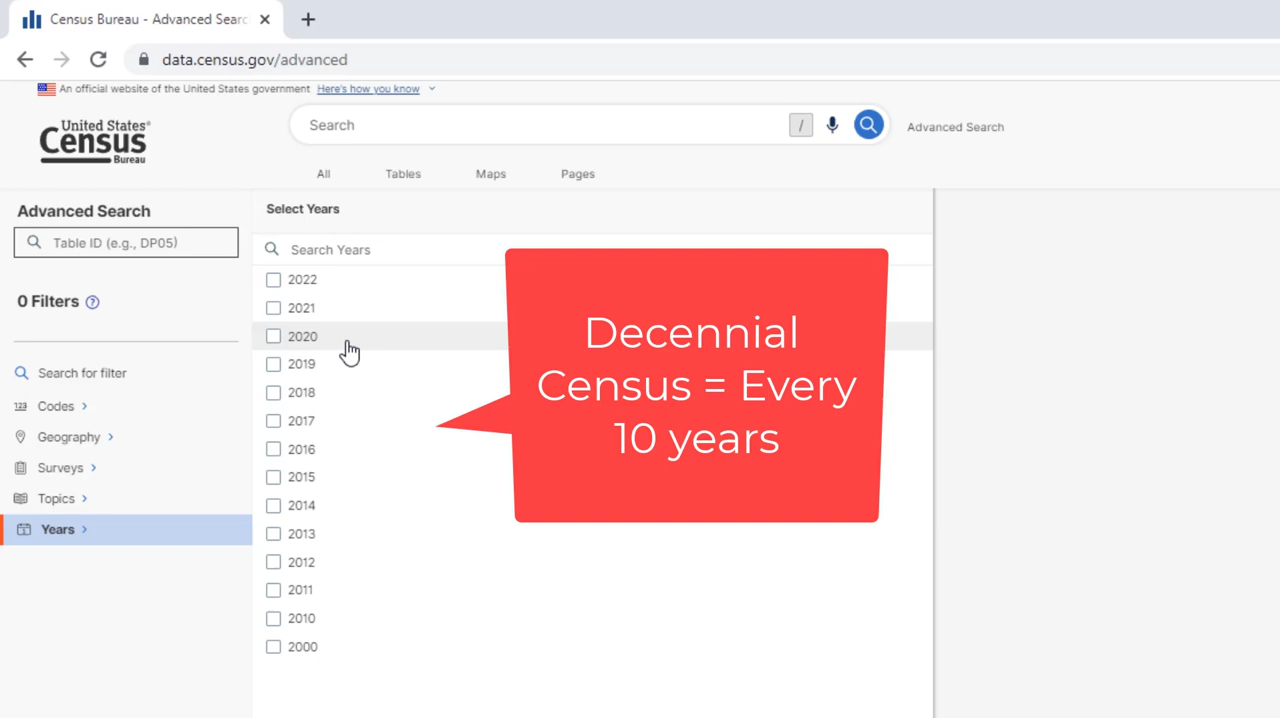 Census Bureau - Advanced Searc
data.census.gov/advanced
An official website of the United States government Here's how you know
United States®
Census
Bureau
Search
/
Advanced Search
All Tables Maps Pages
Advanced Search
Table ID (e.g., DP05)
0 Filters ?
Search for filter
123 Codes
Geography
Surveys
Topics
Years
Select Years
Search Years
2022
2021
2020
2019
2018
2017
2016
2015
2014
2013
2012
2011
2010
2000
Decennial
Census = Every
10 years